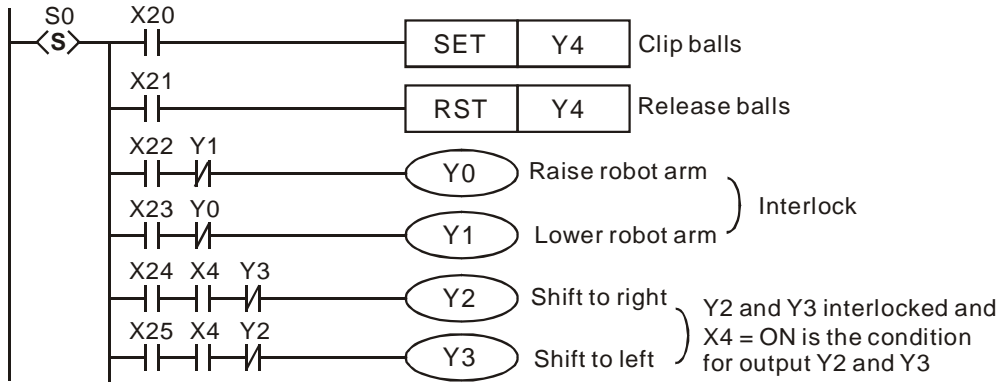 S0 X20
S SET Y4 Clip balls
X21
RST Y4 Release balls
X22 Y1
Y0 Raise robot arm
Interlock
X23 Y0
Y1 Lower robot arm
X24 X4 Y3
Y2 Shift to right
Y2 and Y3 interlocked and
X4 = ON is the condition
for output Y2 and Y3
X25 X4 Y2
Y3 Shift to left